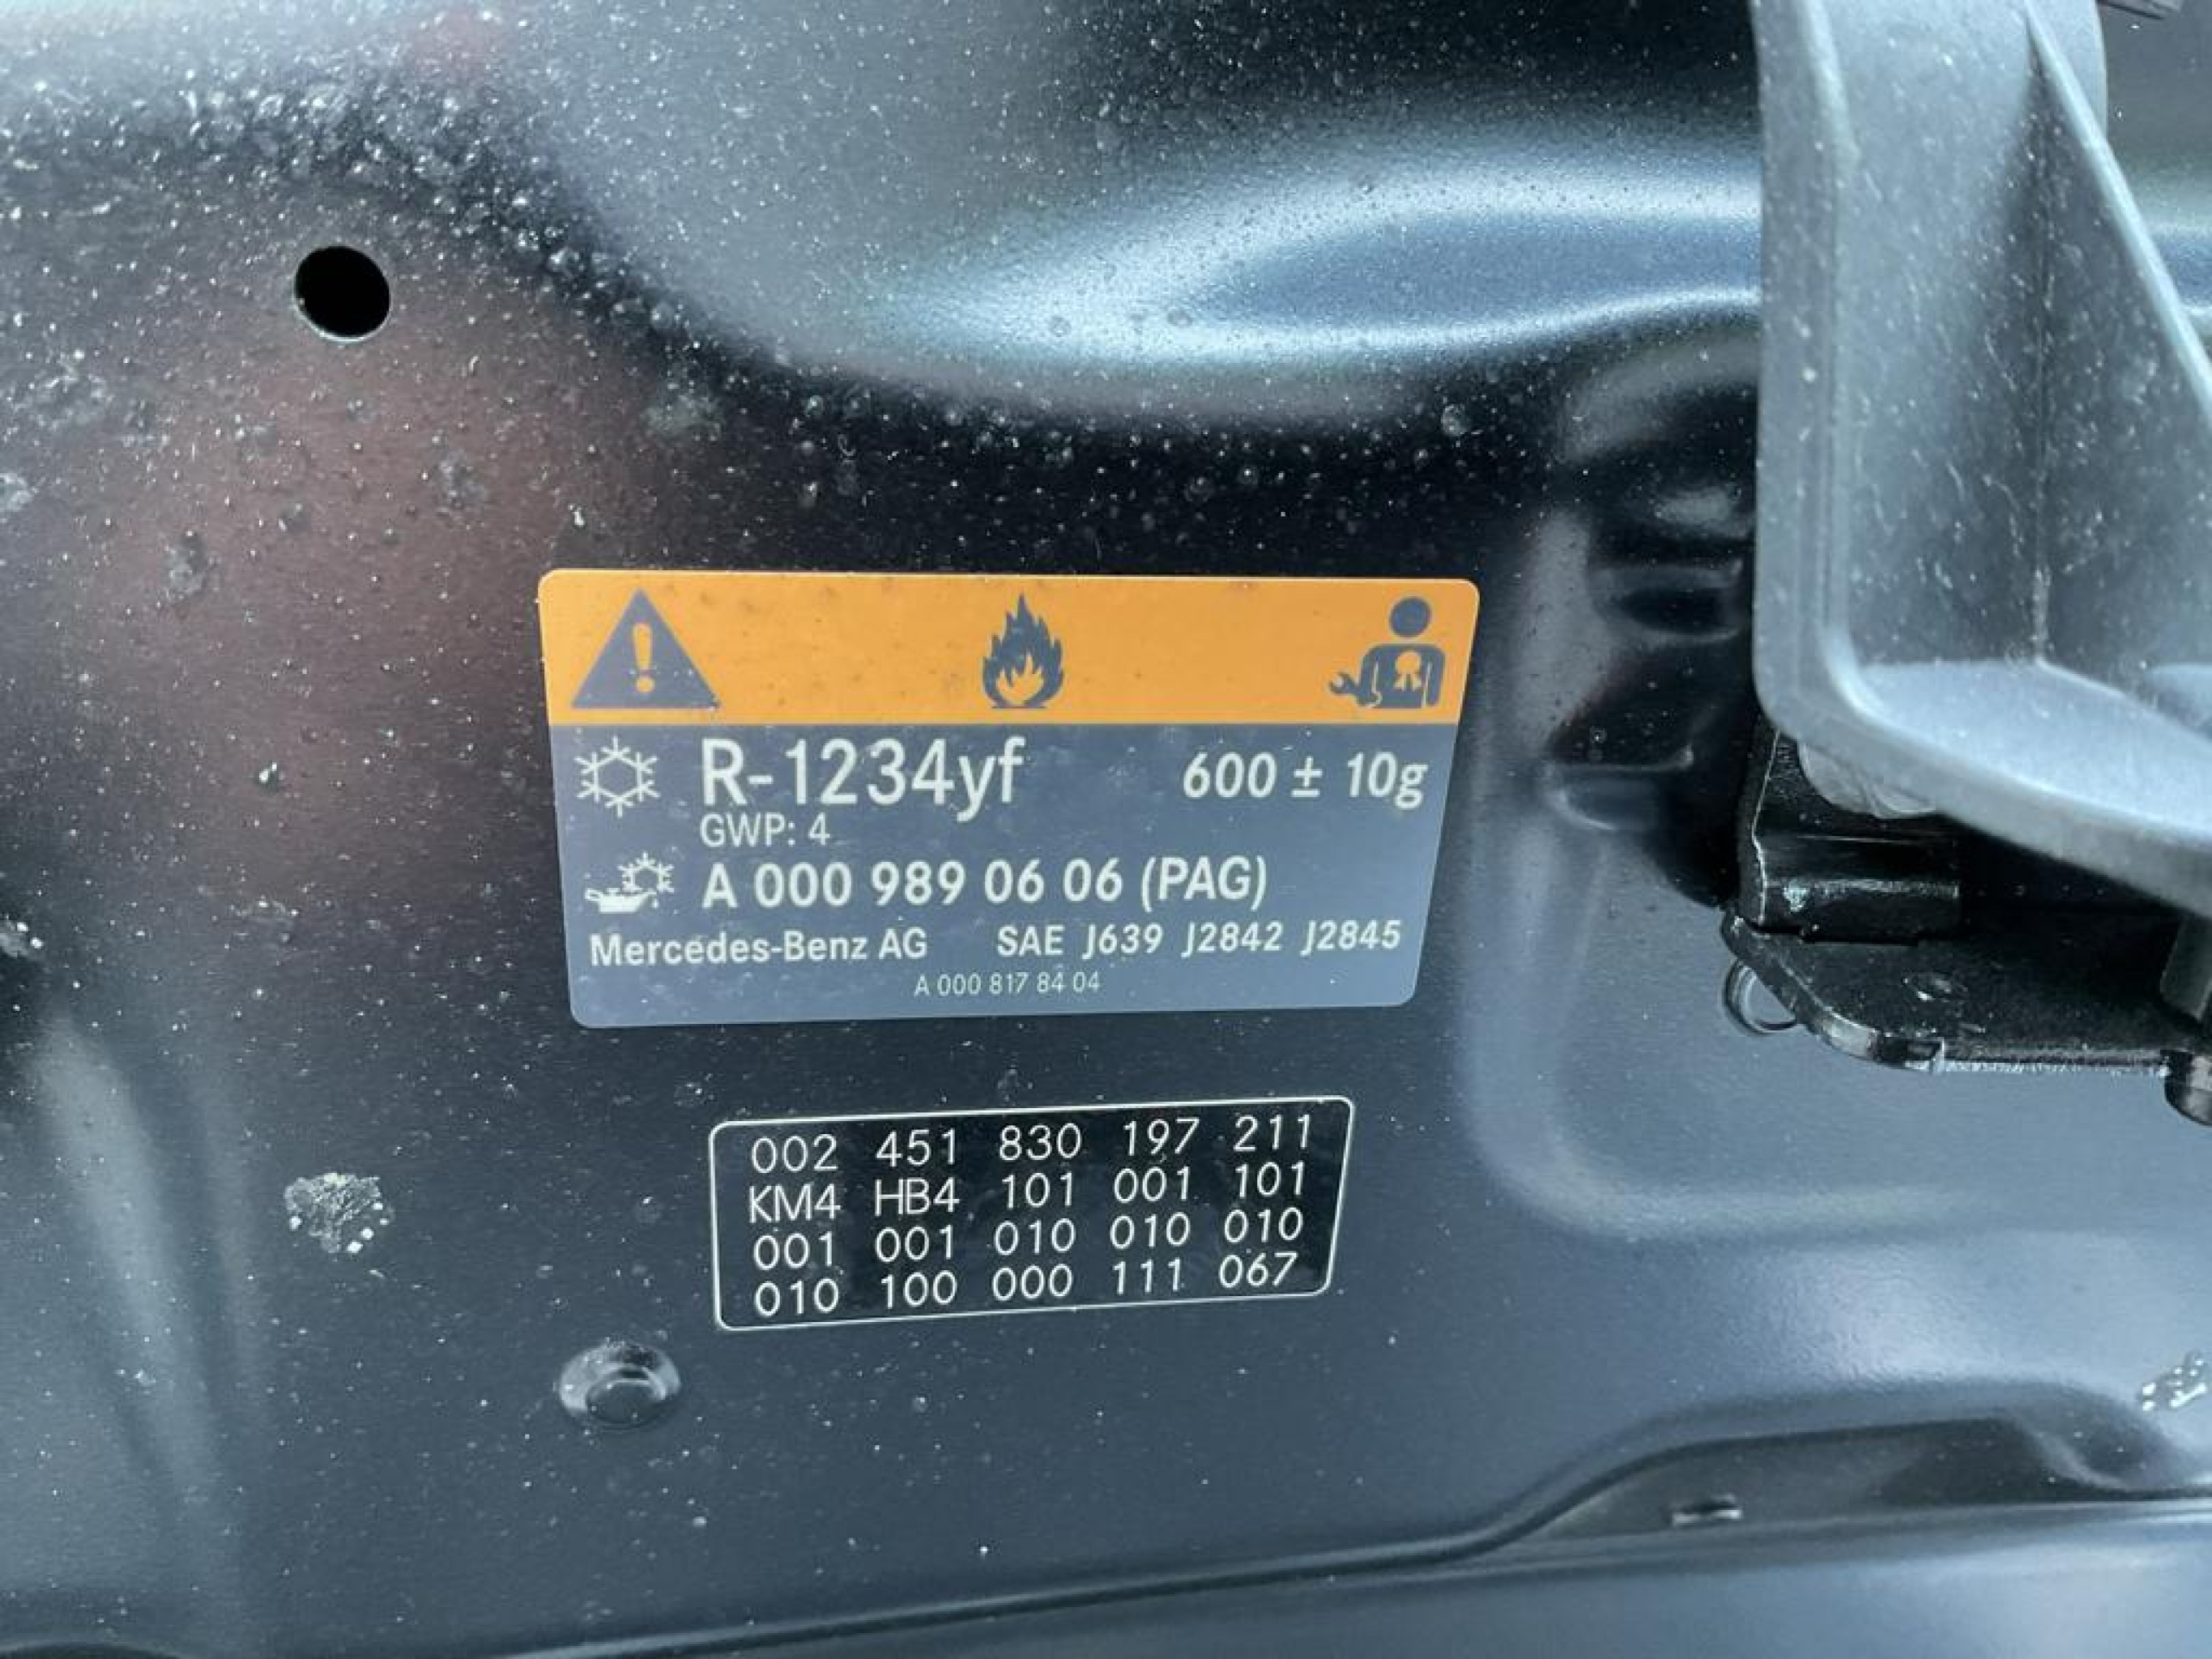 R-1234yf 600 ± 10g
GWP: 4
A 000 989 06 06 (PAG)
Mercedes-Benz AG SAE J639 J2842 J2845
A 000 817 84 04
002 451 830 197 211
KM4 HB4 101 001 101
001 001 010 010 010
010 100 000 111 067